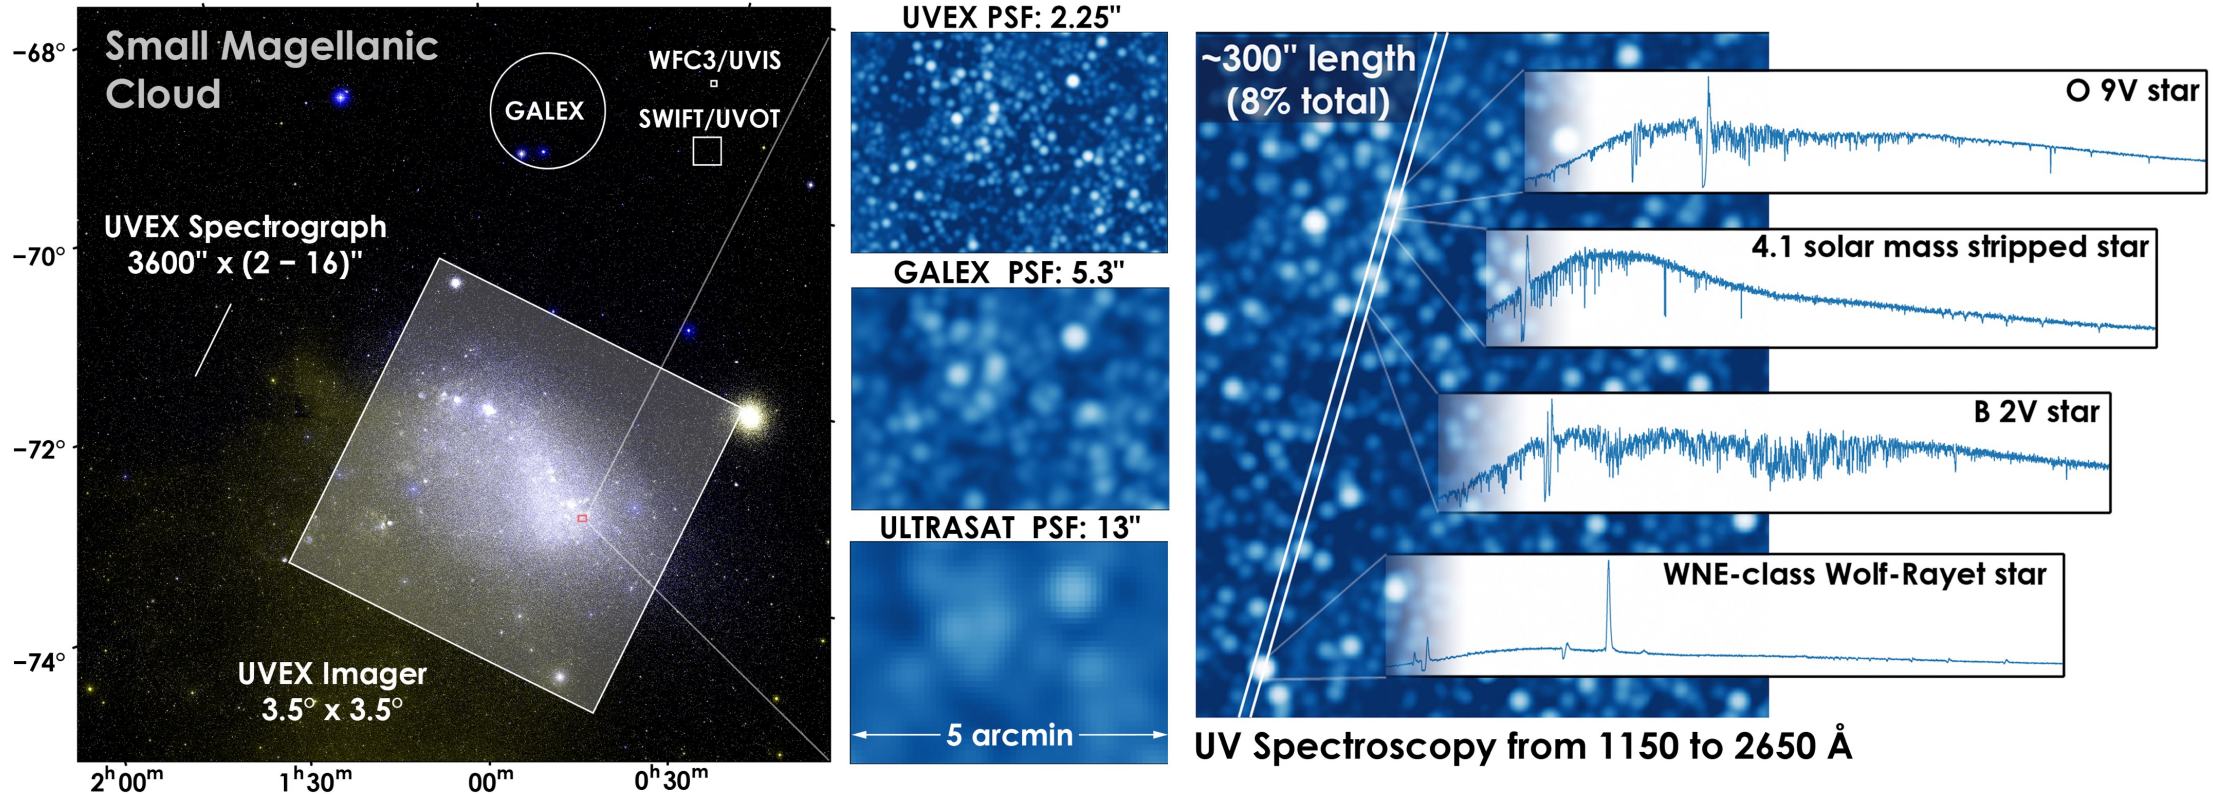 Small Magellanic
Cloud
−68°
−70°
−72°
−74°
GALEX
WFC3/UVIS
SWIFT/UVOT
UVEX Spectrograph
3600" x (2 – 16)"
UVEX Imager
3.5° x 3.5°
2ʰ00ᵐ
1ʰ30ᵐ
00ᵐ
0ʰ30ᵐ
UVEX PSF: 2.25"
GALEX PSF: 5.3"
ULTRASAT PSF: 13"
5 arcmin
~300" length
(8% total)
O 9V star
4.1 solar mass stripped star
B 2V star
WNE-class Wolf-Rayet star
UV Spectroscopy from 1150 to 2650 Å